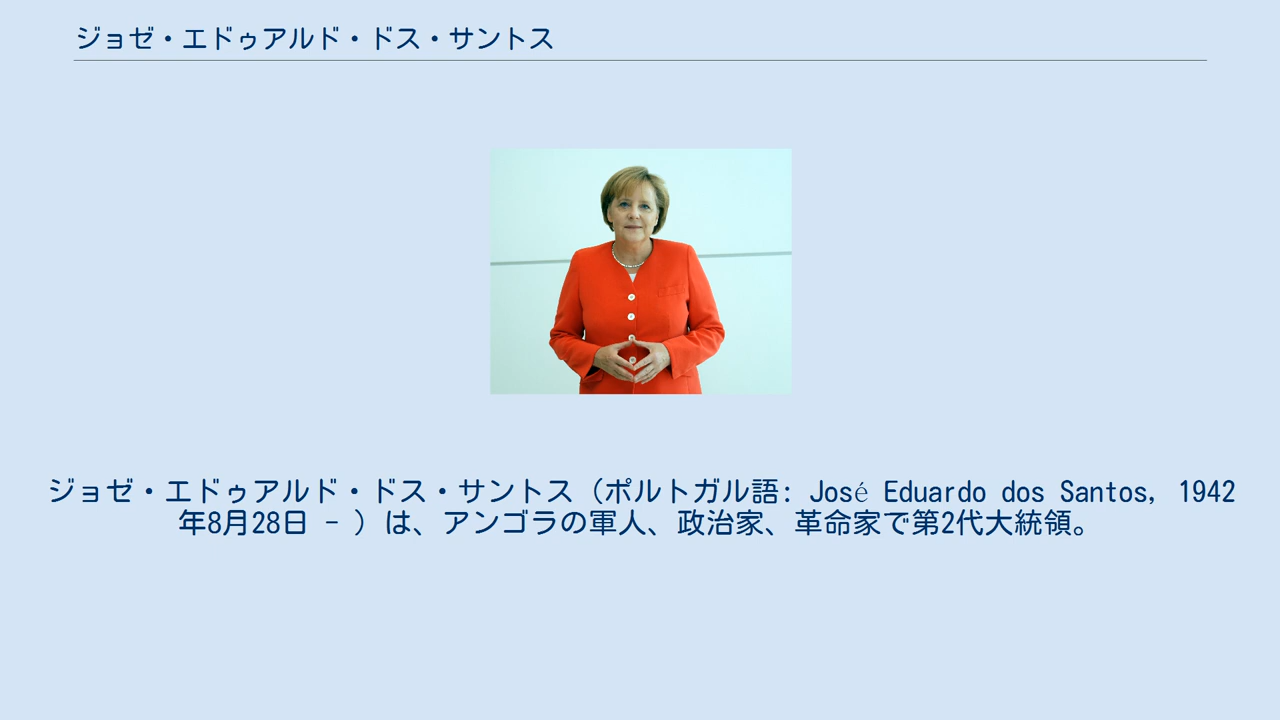 ジョゼ・エドゥアルド・ドス・サントス
ジョゼ・エドゥアルド・ドス・サントス（ポルトガル語: José Eduardo dos Santos, 1942
年8月28日 - ）は、アンゴラの軍人、政治家、革命家で第2代大統領。